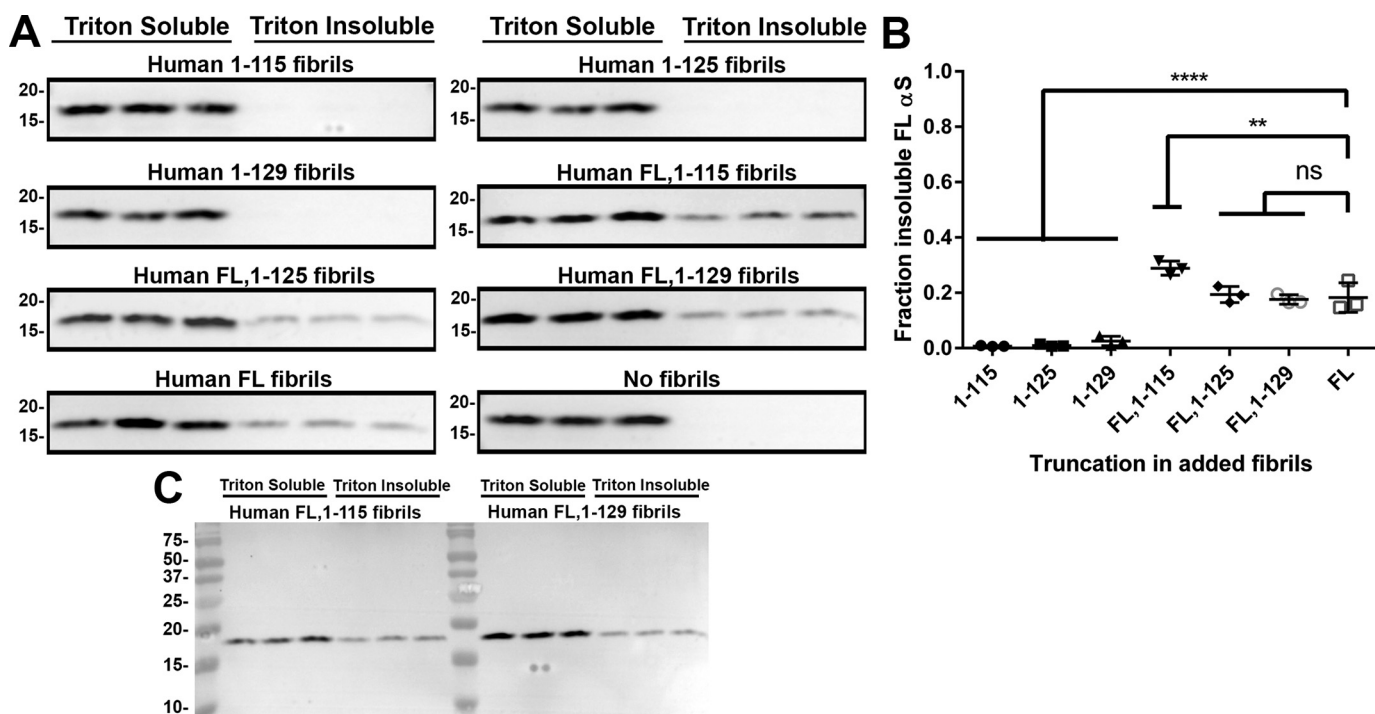 A
Triton Soluble Triton Insoluble
Human 1-115 fibrils
20-
15-
Human 1-129 fibrils
20-
15-
Human FL,1-125 fibrils
20-
15-
Human FL fibrils
20-
15-
Triton Soluble Triton Insoluble
Human 1-125 fibrils
20-
15-
Human FL,1-115 fibrils
20-
15-
Human FL,1-129 fibrils
20-
15-
No fibrils
20-
15-
B
Fraction insoluble FL αS
1.0
0.8
0.6
0.4
0.2
0.0
****
**
ns
1-115
1-125
1-129
FL,1-115
FL,1-125
FL,1-129
FL
Truncation in added fibrils
C
Triton Soluble Triton Insoluble
Human FL,1-115 fibrils
Triton Soluble Triton Insoluble
Human FL,1-129 fibrils
75-
50-
37-
25-
20-
15-
10-